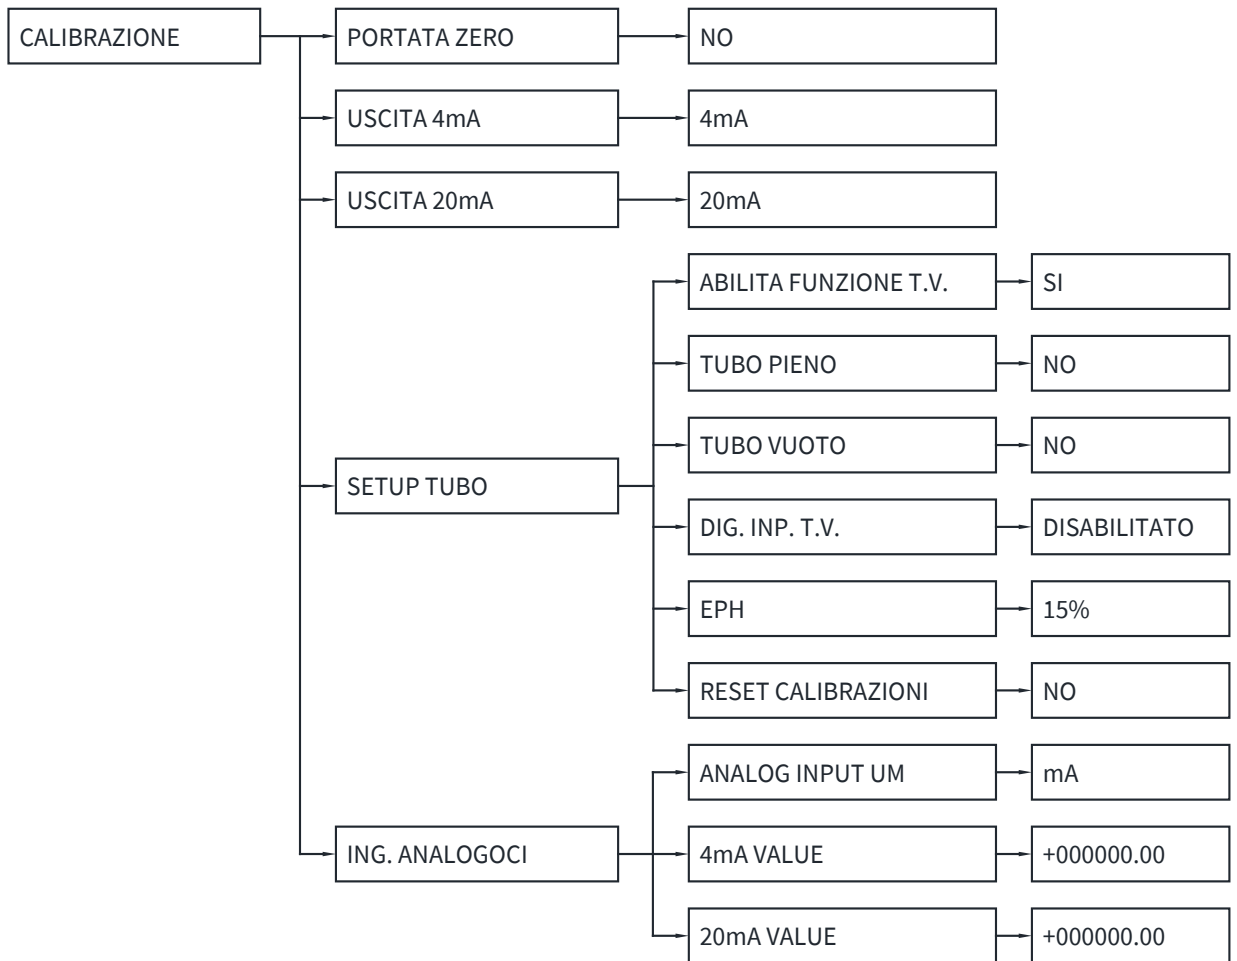 CALIBRAZIONE
PORTATA ZERO
NO
USCITA 4mA
4mA
USCITA 20mA
20mA
SETUP TUBO
ABILITA FUNZIONE T.V.
SI
TUBO PIENO
NO
TUBO VUOTO
NO
DIG. INP. T.V.
DISABILITATO
EPH
15%
RESET CALIBRAZIONI
NO
ING. ANALOGOCI
ANALOG INPUT UM
mA
4mA VALUE
+000000.00
20mA VALUE
+000000.00